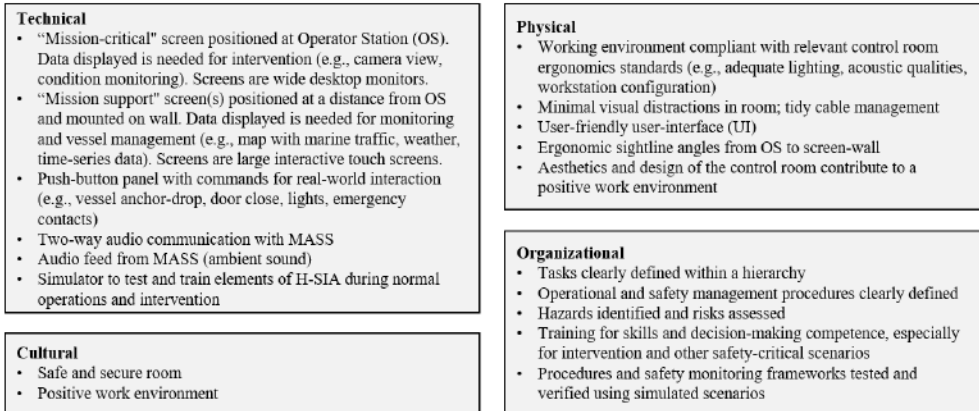 Technical
• “Mission-critical" screen positioned at Operator Station (OS).
Data displayed is needed for intervention (e.g., camera view,
condition monitoring). Screens are wide desktop monitors.
• “Mission support" screen(s) positioned at a distance from OS
and mounted on wall. Data displayed is needed for monitoring
and vessel management (e.g., map with marine traffic, weather,
time-series data). Screens are large interactive touch screens.
• Push-button panel with commands for real-world interaction
(e.g., vessel anchor-drop, door close, lights, emergency
contacts)
• Two-way audio communication with MASS
• Audio feed from MASS (ambient sound)
• Simulator to test and train elements of H-SIA during normal
operations and intervention
Cultural
• Safe and secure room
• Positive work environment
Physical
• Working environment compliant with relevant control room
ergonomics standards (e.g., adequate lighting, acoustic qualities,
workstation configuration)
• Minimal visual distractions in room; tidy cable management
• User-friendly user-interface (UI)
• Ergonomic sightline angles from OS to screen-wall
• Aesthetics and design of the control room contribute to a
positive work environment
Organizational
• Tasks clearly defined within a hierarchy
• Operational and safety management procedures clearly defined
• Hazards identified and risks assessed
• Training for skills and decision-making competence, especially
for intervention and other safety-critical scenarios
• Procedures and safety monitoring frameworks tested and
verified using simulated scenarios